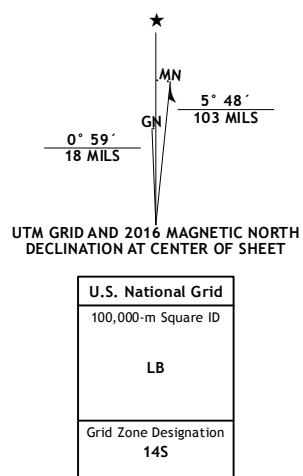 MN
GN
5° 48´
103 MILS
0° 59´
18 MILS
UTM GRID AND 2016 MAGNETIC NORTH
DECLINATION AT CENTER OF SHEET
U.S. National Grid
100,000-m Square ID
LB
Grid Zone Designation
14S